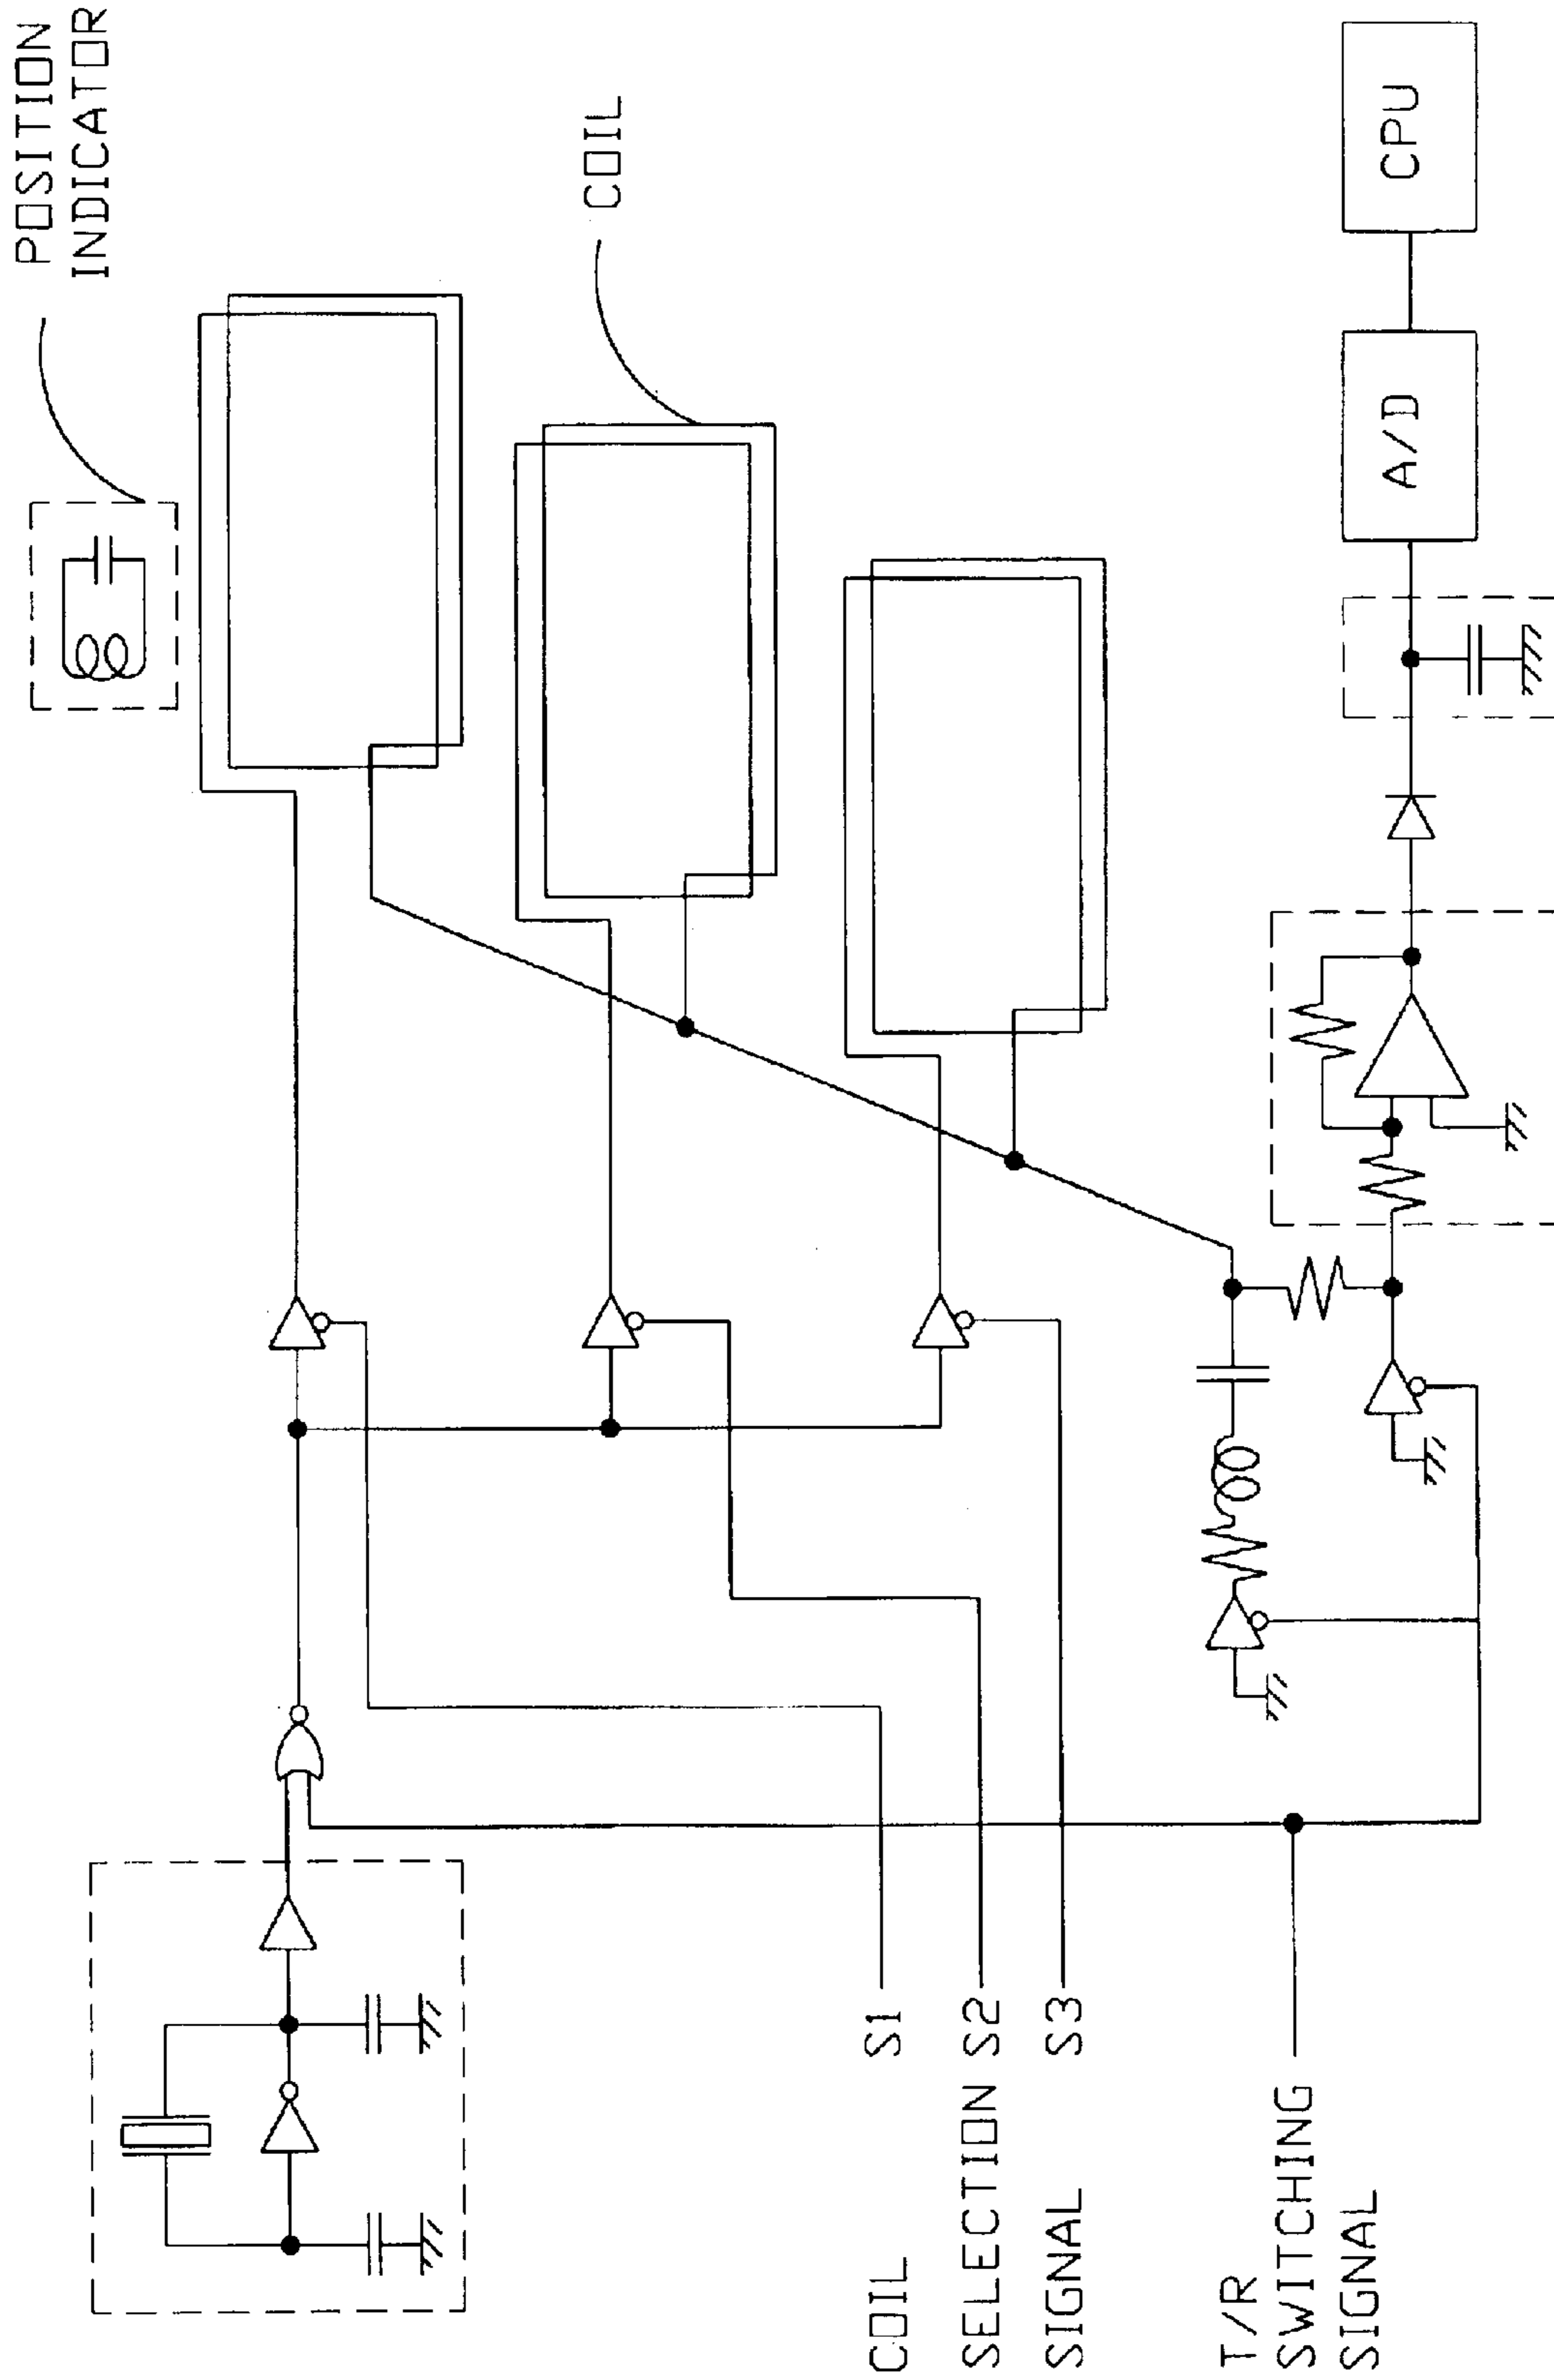 POSITION
INDICATOR
COIL
COIL S1
SELECTION S2
SIGNAL S3
T/R
SWITCHING
SIGNAL
A/D
CPU